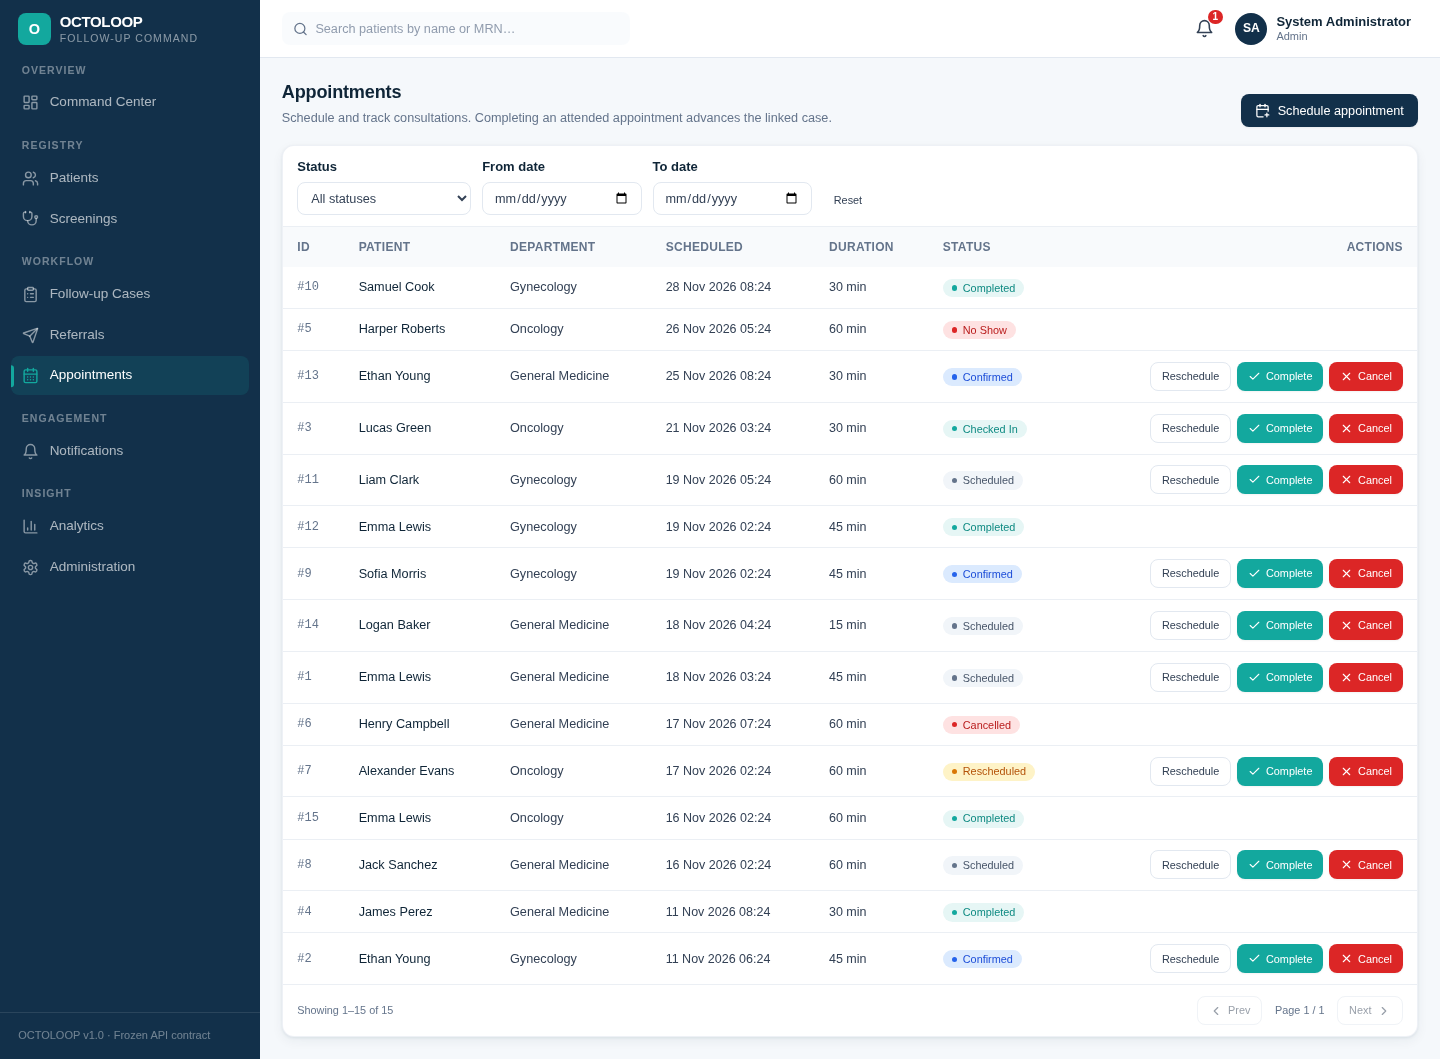 O
OCTOLOOP
FOLLOW-UP COMMAND
OVERVIEW
Command Center
REGISTRY
Patients
Screenings
WORKFLOW
Follow-up Cases
Referrals
Appointments
ENGAGEMENT
Notifications
INSIGHT
Analytics
Administration
OCTOLOOP v1.0 · Frozen API contract
Search patients by name or MRN…
1
SA
System Administrator
Admin
Appointments
Schedule and track consultations. Completing an attended appointment advances the linked case.
Schedule appointment
Status From date To date
All statuses mm/dd/yyyy mm/dd/yyyy Reset
ID PATIENT DEPARTMENT SCHEDULED DURATION STATUS ACTIONS
#10 Samuel Cook Gynecology 28 Nov 2026 08:24 30 min Completed
#5 Harper Roberts Oncology 26 Nov 2026 05:24 60 min No Show
#13 Ethan Young General Medicine 25 Nov 2026 08:24 30 min Confirmed Reschedule Complete Cancel
#3 Lucas Green Oncology 21 Nov 2026 03:24 30 min Checked In Reschedule Complete Cancel
#11 Liam Clark Gynecology 19 Nov 2026 05:24 60 min Scheduled Reschedule Complete Cancel
#12 Emma Lewis Gynecology 19 Nov 2026 02:24 45 min Completed
#9 Sofia Morris Gynecology 19 Nov 2026 02:24 45 min Confirmed Reschedule Complete Cancel
#14 Logan Baker General Medicine 18 Nov 2026 04:24 15 min Scheduled Reschedule Complete Cancel
#1 Emma Lewis General Medicine 18 Nov 2026 03:24 45 min Scheduled Reschedule Complete Cancel
#6 Henry Campbell General Medicine 17 Nov 2026 07:24 60 min Cancelled
#7 Alexander Evans Oncology 17 Nov 2026 02:24 60 min Rescheduled Reschedule Complete Cancel
#15 Emma Lewis Oncology 16 Nov 2026 02:24 60 min Completed
#8 Jack Sanchez General Medicine 16 Nov 2026 02:24 60 min Scheduled Reschedule Complete Cancel
#4 James Perez General Medicine 11 Nov 2026 08:24 30 min Completed
#2 Ethan Young Gynecology 11 Nov 2026 06:24 45 min Confirmed Reschedule Complete Cancel
Showing 1–15 of 15 Prev Page 1 / 1 Next